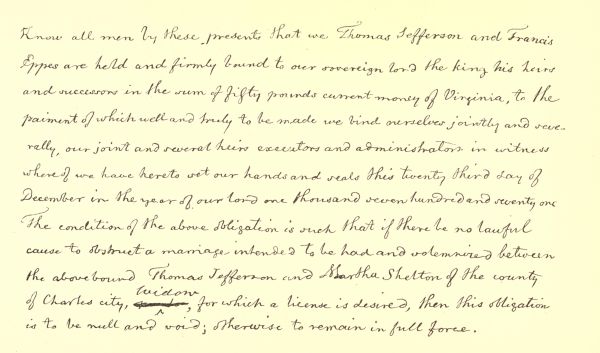 Know all men by these presents that we Thomas Jefferson and Francis
Eppes are held and firmly bound to our sovereign lord the king his heirs
and successors in the sum of fifty pounds current money of Virginia, to the
paiment of which well and truly to be made we bind ourselves jointly and seve-
rally, our joint and several heirs executors and administrators in witness
whereof we have hereto set our hands and seals this twenty third day of
December in the year of our lord one thousand seven hundred and seventy one
The condition of the above obligation is such that if there be no lawful
cause to obstruct a marriage intended to be had and solemnized between
the abovebound Thomas Jefferson and Martha Skelton of the county
Widow
of Charles city, , for which a license is desired, then this obligation
is to be null and void; otherwise to remain in full force.